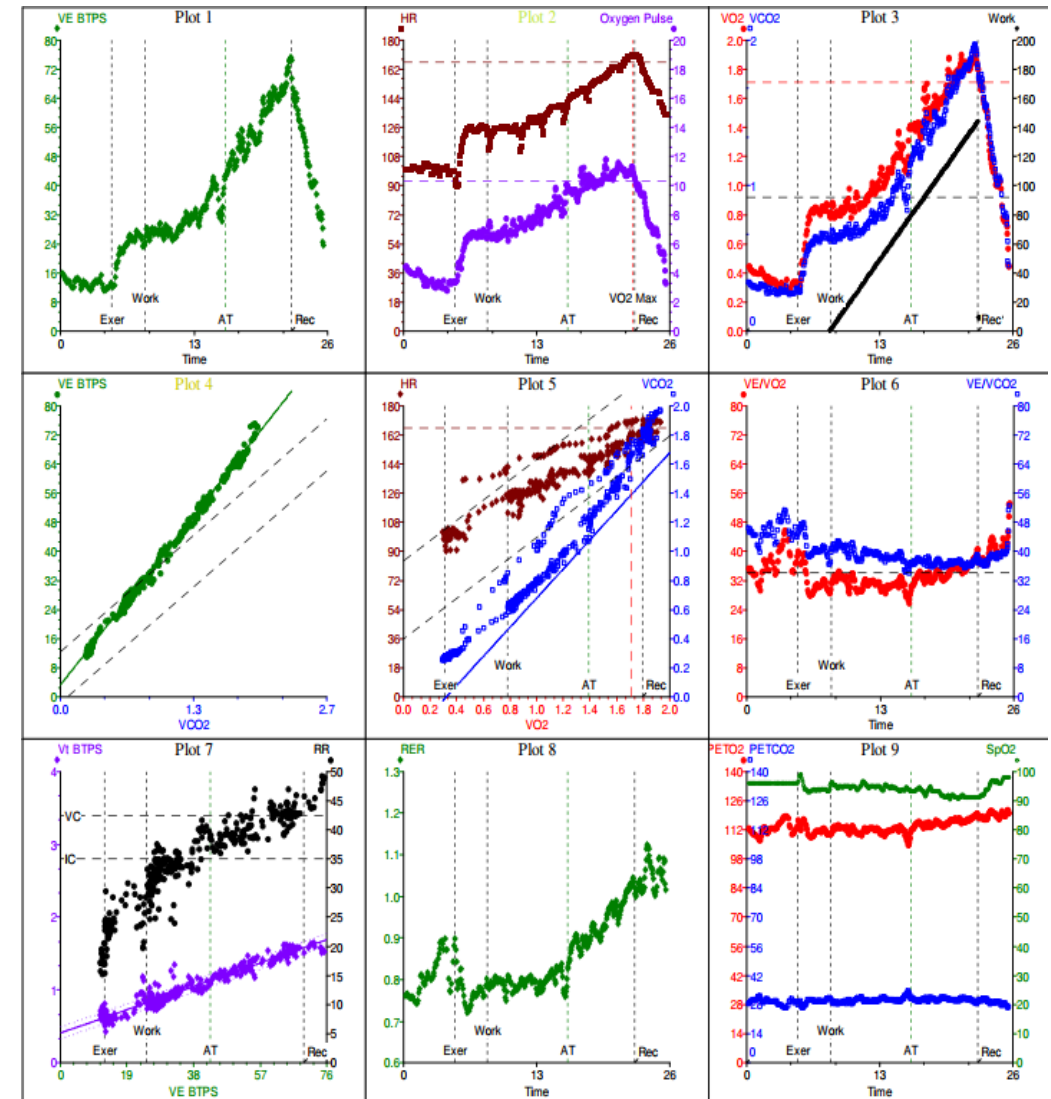 VE BTPS Plot 1
80
72
64
56
48
40
32
24
16
8
0
Work
Exer AT Rec
0 13 26
Time
HR Plot 2 Oxygen Pulse
180 20
162 18
144 16
126 14
108 12
90 10
72 8
54 6
36 4
18 2
0 0
Work VO2 Max
Exer AT Rec
0 13 26
Time
VO2 VCO2 Plot 3 Work
2.0 2 200
1.8 180
1.6 160
1.4 140
1.2 120
1.0 1 100
0.8 80
0.6 60
0.4 40
0.2 20
0.0 0 0
Work
Exer AT Rec
0 13 26
Time
VE BTPS Plot 4
80
72
64
56
48
40
32
24
16
8
0
0.0 1.3 2.7
VCO2
HR Plot 5 VCO2
180 2.0
162 1.8
144 1.6
126 1.4
108 1.2
90 1.0
72 0.8
54 0.6
36 0.4
18 0.2
0 0.0
Work
Exer AT Rec
0.0 0.2 0.4 0.6 0.8 1.0 1.2 1.4 1.6 1.8 2.0
VO2
VE/VO2 Plot 6 VE/VCO2
80 80
72 72
64 64
56 56
48 48
40 40
32 32
24 24
16 16
8 8
0 0
Work
Exer AT Rec
0 13 26
Time
Vt BTPS Plot 7 RR
4 50
45
VC 40
3
IC 35
30
2 25
20
15
1 10
5
0 0
Work
Exer AT Rec
0 19 38 57 76
VE BTPS
RER Plot 8
1.3
1.2
1.1
1.0
0.9
0.8
0.7
0.6
Work
Exer AT Rec
0 13 26
Time
PETO2 PETCO2 Plot 9 SpO2
140 140 100
126 126 90
112 112 80
98 98 70
84 84 60
70 70 50
56 56 40
42 42 30
28 28 20
14 14 10
0 0 0
Work
Exer AT Rec
0 13 26
Time